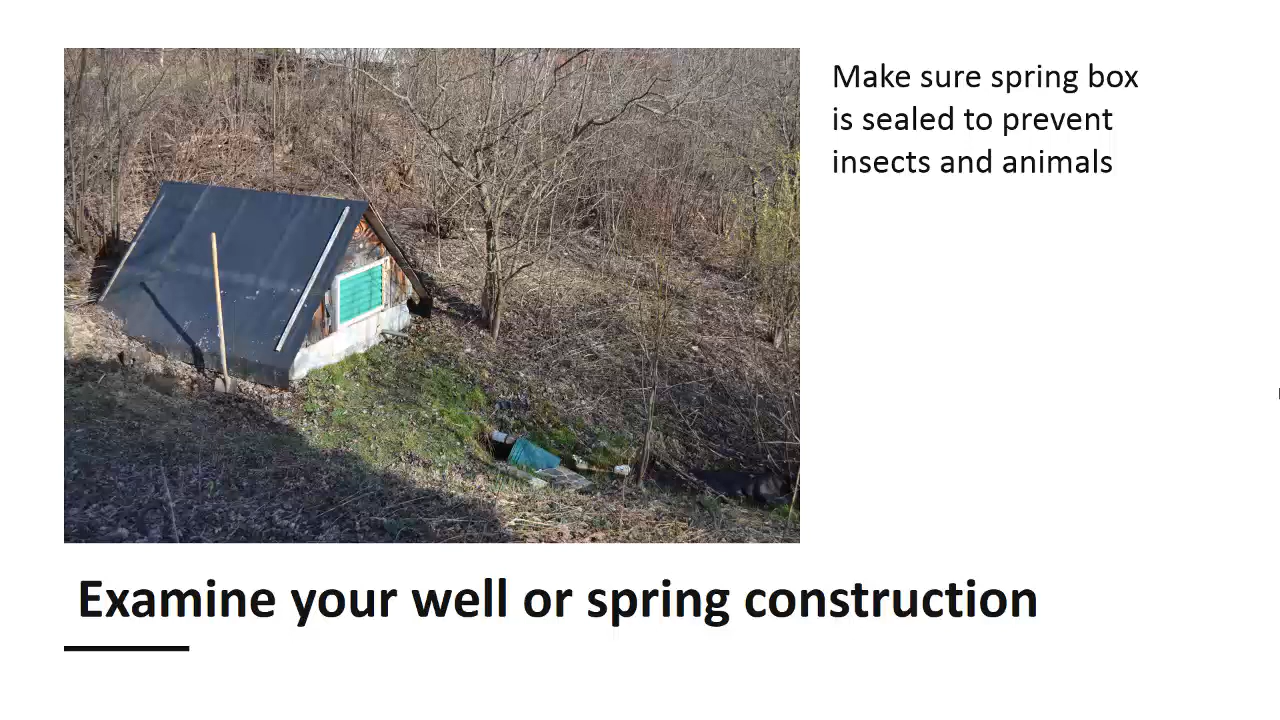 Make sure spring box
is sealed to prevent
insects and animals
Examine your well or spring construction